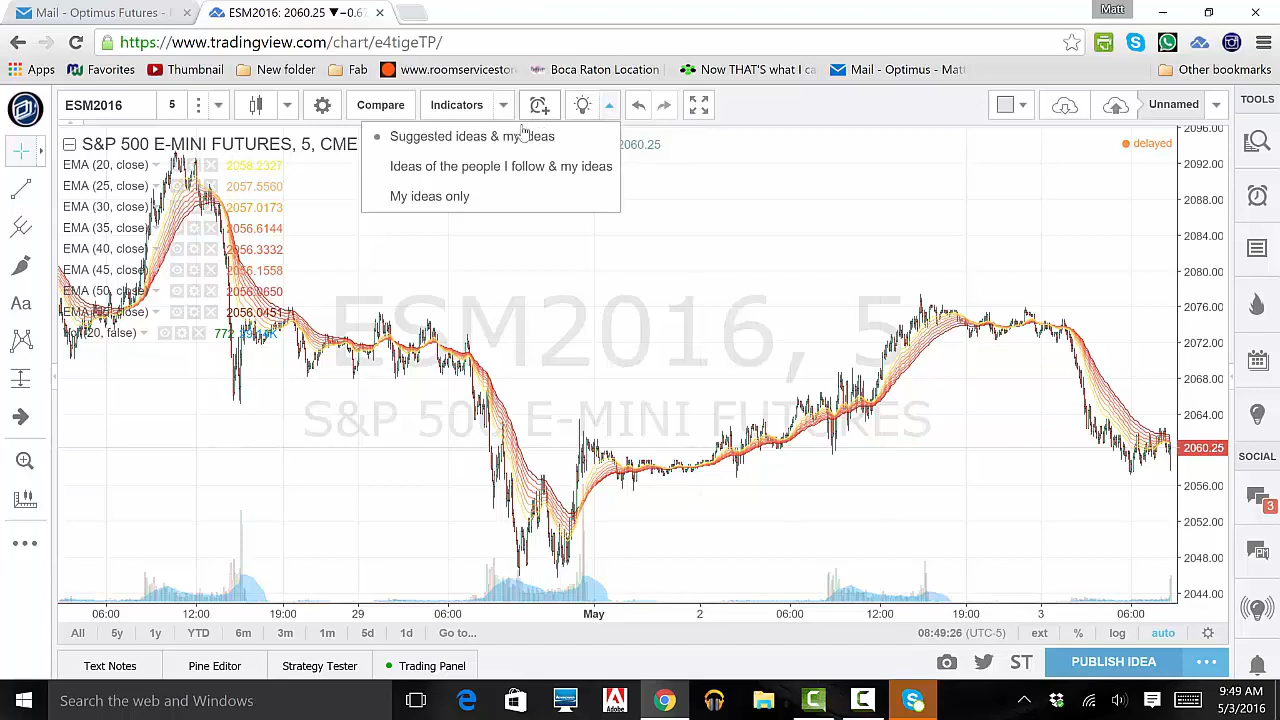 Mail - Optimus Futures -
ESM2016: 2060.25 ▼−0.67
Matt
https://www.tradingview.com/chart/e4tigeTP/
Apps
Favorites
Thumbnail
New folder
Fab
www.roomservicestor
Boca Raton Location
Now THAT'S what I ca
Mail - Optimus - Matt
Other bookmarks
ESM2016
5
Compare
Indicators
Unnamed
TOOLS
Suggested ideas & my ideas
Ideas of the people I follow & my ideas
My ideas only
S&P 500 E-MINI FUTURES, 5, CME
2060.25
delayed
EMA (20, close) 2058.2327
EMA (25, close) 2057.5560
EMA (30, close) 2057.0173
EMA (35, close) 2056.6144
EMA (40, close) 2056.3332
EMA (45, close) 2056.1558
EMA (50, close)
(20, false) 772
ESM2016, 5
S&P 500 E-MINI FUTURES
2096.00
2092.00
2088.00
2084.00
2080.00
2076.00
2072.00
2068.00
2064.00
2060.25
2056.00
2052.00
2048.00
2044.00
SOCIAL
3
Aa
06:00
12:00
19:00
29
06:00
May
2
06:00
12:00
19:00
3
06:00
All
5y
1y
YTD
6m
3m
1m
5d
1d
Go to...
08:49:26 (UTC-5)
ext
%
log
auto
Text Notes
Pine Editor
Strategy Tester
Trading Panel
ST
PUBLISH IDEA
Search the web and Windows
9:49 AM
5/3/2016